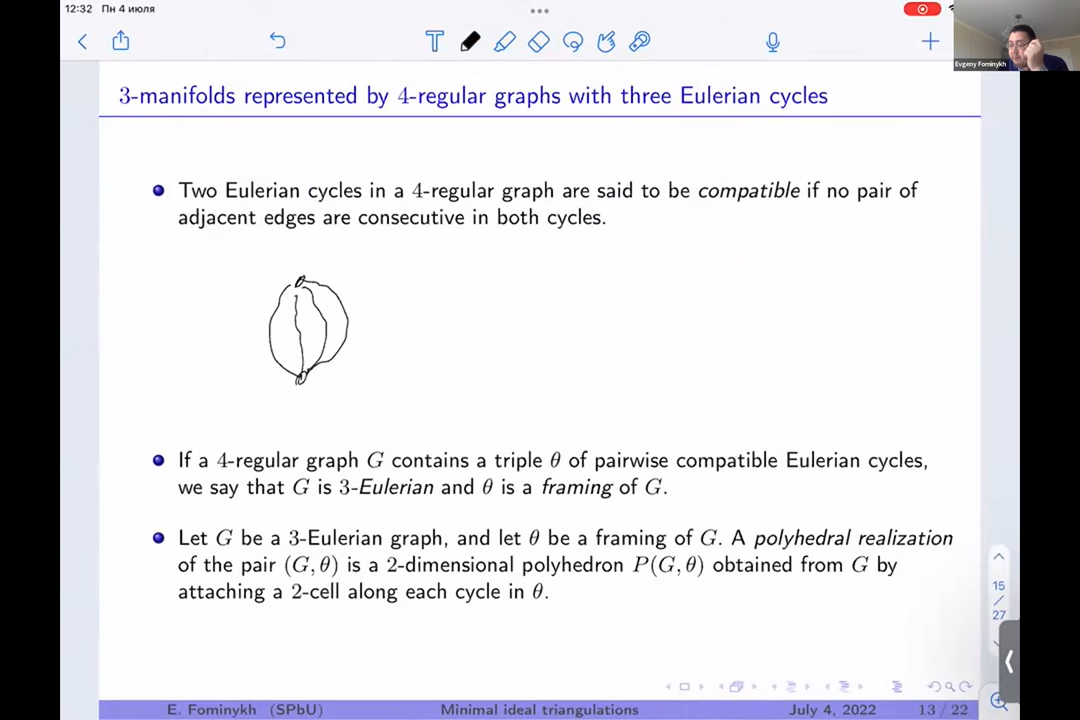 12:32 Пн 4 июля
Evgeny Fominykh
3-manifolds represented by 4-regular graphs with three Eulerian cycles
Two Eulerian cycles in a 4-regular graph are said to be compatible if no pair of
adjacent edges are consecutive in both cycles.
If a 4-regular graph G contains a triple θ of pairwise compatible Eulerian cycles,
we say that G is 3-Eulerian and θ is a framing of G.
Let G be a 3-Eulerian graph, and let θ be a framing of G. A polyhedral realization
of the pair (G, θ) is a 2-dimensional polyhedron P(G, θ) obtained from G by
attaching a 2-cell along each cycle in θ.
15
/
27
E. Fominykh (SPbU) Minimal ideal triangulations July 4, 2022 13 / 22